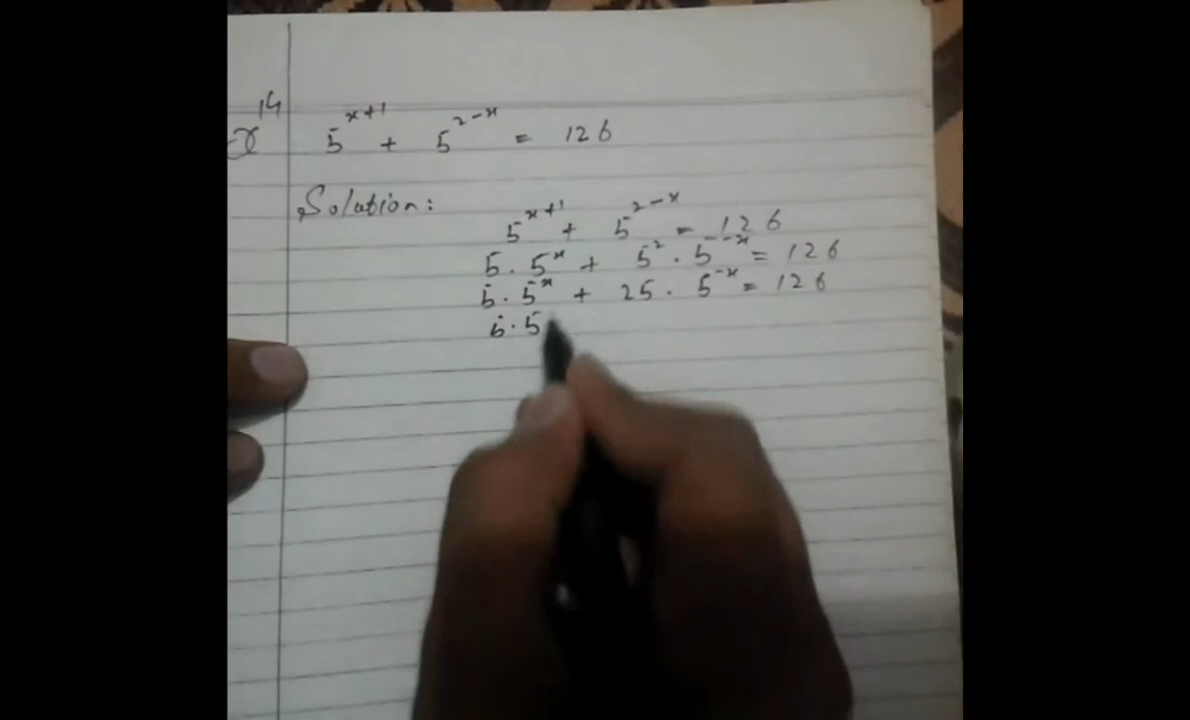 14
5^{x+1} + 5^{2-x} = 126
Solution:
5^{x+1} + 5^{2-x} = 126
5 . 5^x + 5^2 . 5^{-x} = 126
5 . 5^x + 25 . 5^{-x} = 126
5 . 5